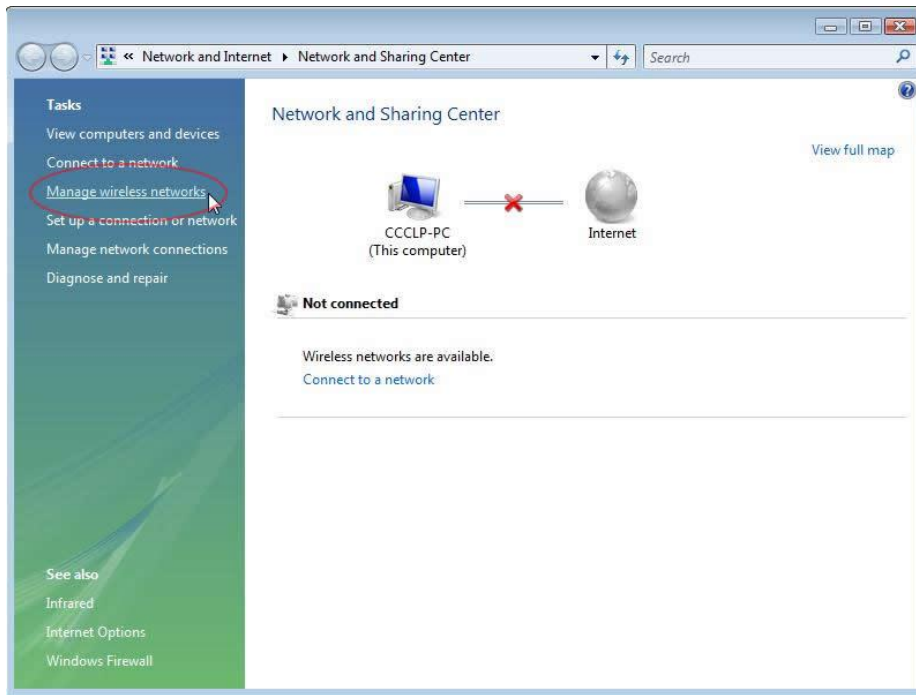 « Network and Internet ▸ Network and Sharing Center
Search
Tasks
View computers and devices
Connect to a network
Manage wireless networks
Set up a connection or network
Manage network connections
Diagnose and repair
See also
Infrared
Internet Options
Windows Firewall
Network and Sharing Center
View full map
CCCLP-PC
(This computer)
Internet
Not connected
Wireless networks are available.
Connect to a network